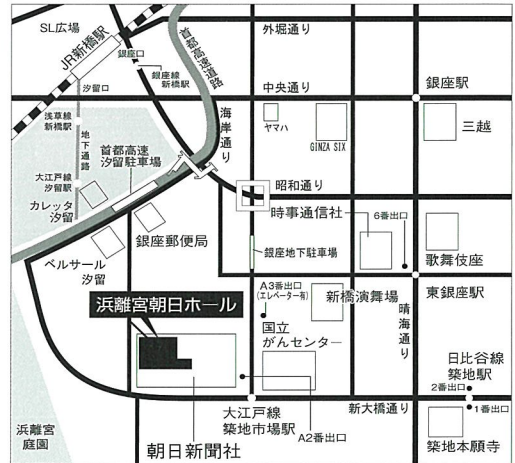 SL広場
外堀通り
JR新橋駅
銀座口
首都高速道路
銀座線
新橋駅
中央通り
銀座駅
汐留口
浅草線
新橋駅
地下通路
海岸通り
ヤマハ
GINZA SIX
三越
首都高速
汐留駐車場
大江戸線
汐留駅
昭和通り
カレッタ
汐留
時事通信社
6番出口
銀座郵便局
歌舞伎座
ベルサール
汐留
銀座地下駐車場
A3番出口
(エレベーター有)
新橋演舞場
東銀座駅
浜離宮朝日ホール
晴海通り
国立
がんセンター
日比谷線
築地駅
2番出口
大江戸線
築地市場駅
新大橋通り
1番出口
浜離宮
庭園
朝日新聞社
A2番出口
築地本願寺